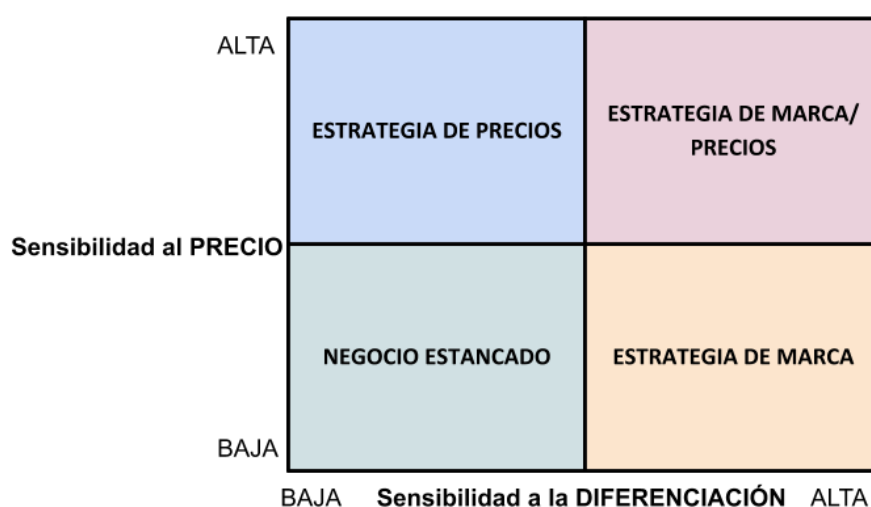 ALTA
ESTRATEGIA DE PRECIOS
ESTRATEGIA DE MARCA/
PRECIOS
Sensibilidad al PRECIO
NEGOCIO ESTANCADO
ESTRATEGIA DE MARCA
BAJA
BAJA
Sensibilidad a la DIFERENCIACIÓN
ALTA